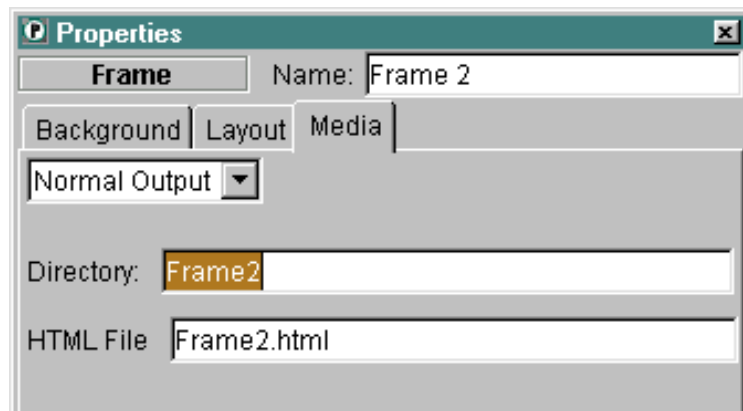 Properties
Frame Name: Frame 2
Background Layout Media
Normal Output
Directory: Frame2
HTML File Frame2.html